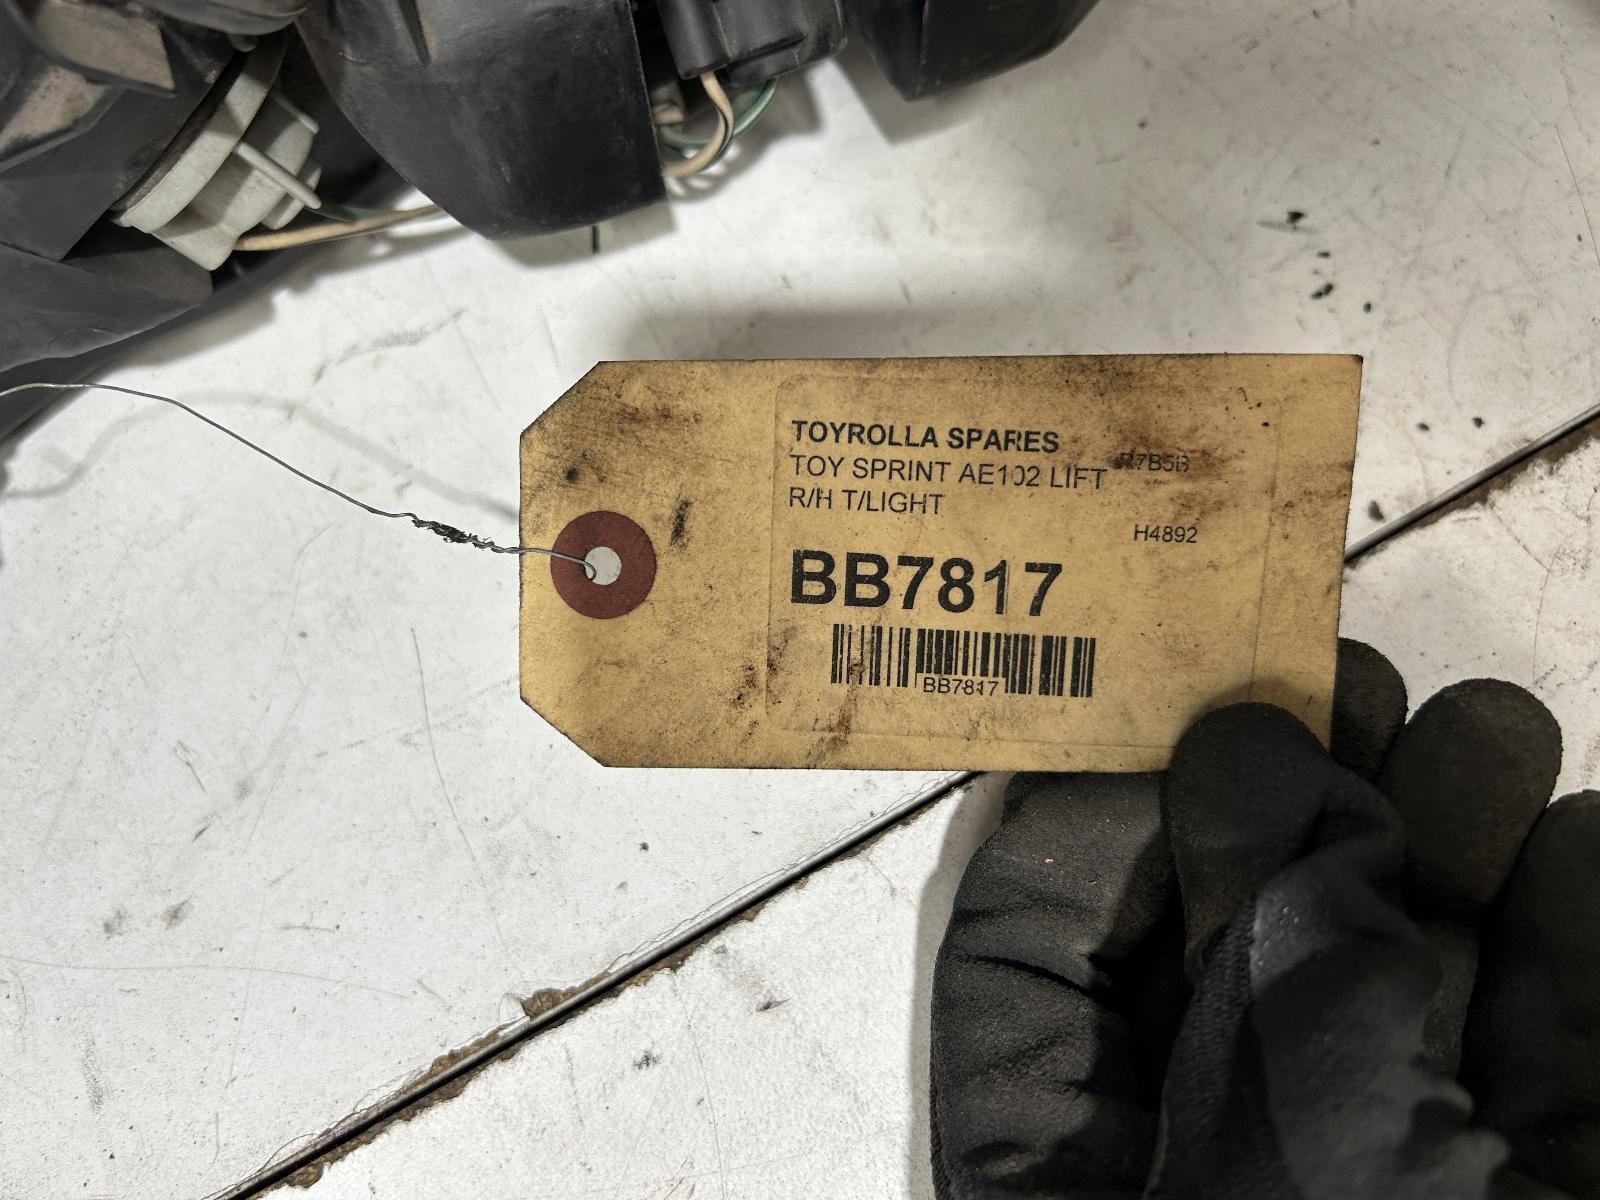 TOYROLLA SPARES
TOY SPRINT AE102 LIFT R7B5B
R/H T/LIGHT
H4892
BB7817
BB7817